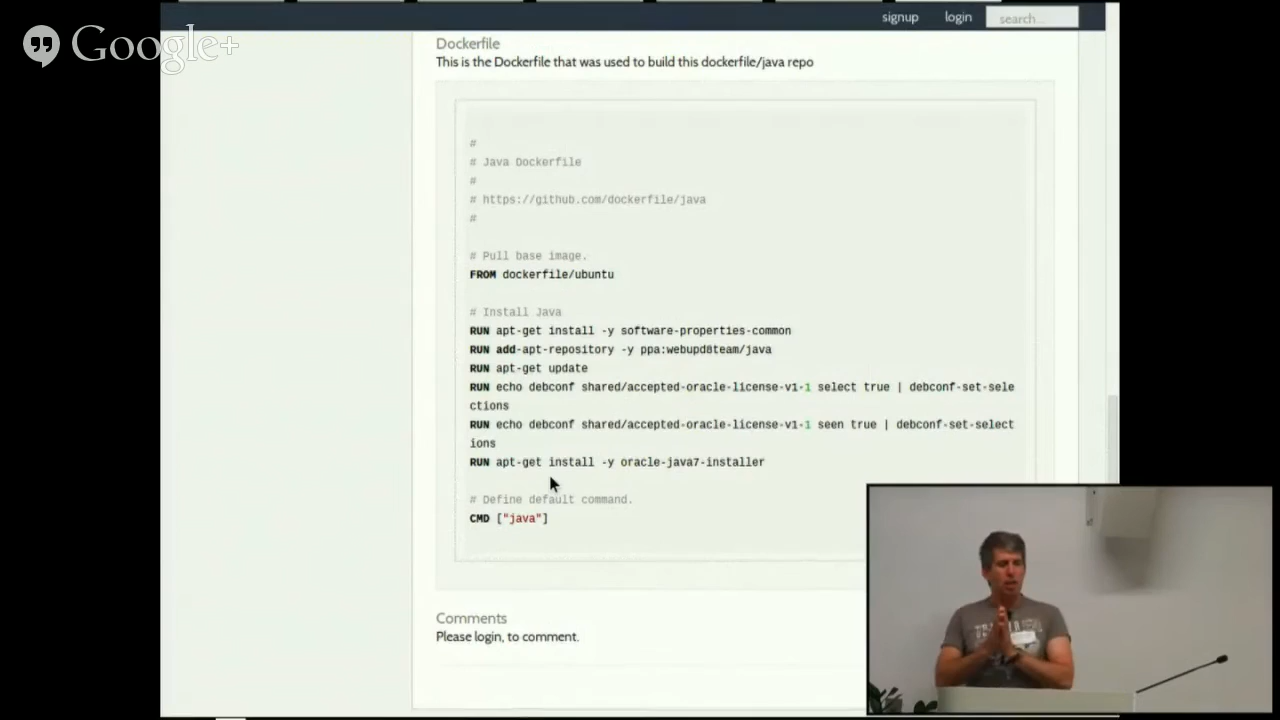 Google+
signup login search...
Dockerfile
This is the Dockerfile that was used to build this dockerfile/java repo
#
# Java Dockerfile
#
# https://github.com/dockerfile/java
#
# Pull base image.
FROM dockerfile/ubuntu
# Install Java
RUN apt-get install -y software-properties-common
RUN add-apt-repository -y ppa:webupd8team/java
RUN apt-get update
RUN echo debconf shared/accepted-oracle-license-v1-1 select true | debconf-set-sele
ctions
RUN echo debconf shared/accepted-oracle-license-v1-1 seen true | debconf-set-select
ions
RUN apt-get install -y oracle-java7-installer
# Define default command.
CMD ["java"]
Comments
Please login, to comment.